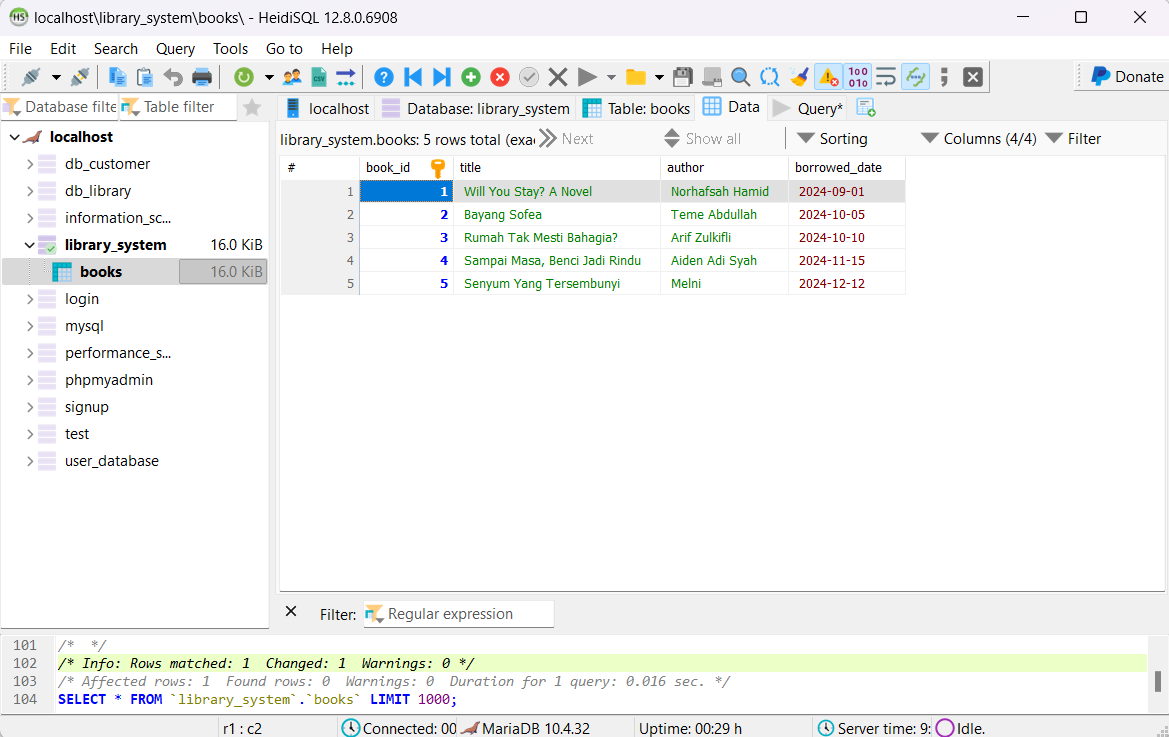 localhost\library_system\books\ - HeidiSQL 12.8.0.6908
File Edit Search Query Tools Go to Help
Donate
Database filte Table filter
localhost Database: library_system Table: books Data Query*
localhost
db_customer
db_library
information_sc...
library_system 16.0 KiB
books 16.0 KiB
login
mysql
performance_s...
phpmyadmin
signup
test
user_database
library_system.books: 5 rows total (exac Next Show all Sorting Columns (4/4) Filter
# book_id title author borrowed_date
1 1 Will You Stay? A Novel Norhafsah Hamid 2024-09-01
2 2 Bayang Sofea Teme Abdullah 2024-10-05
3 3 Rumah Tak Mesti Bahagia? Arif Zulkifli 2024-10-10
4 4 Sampai Masa, Benci Jadi Rindu Aiden Adi Syah 2024-11-15
5 5 Senyum Yang Tersembunyi Melni 2024-12-12
Filter: Regular expression
101 /* */
102 /* Info: Rows matched: 1 Changed: 1 Warnings: 0 */
103 /* Affected rows: 1 Found rows: 0 Warnings: 0 Duration for 1 query: 0.016 sec. */
104 SELECT * FROM `library_system`.`books` LIMIT 1000;
r1 : c2 Connected: 00 MariaDB 10.4.32 Uptime: 00:29 h Server time: 9: Idle.